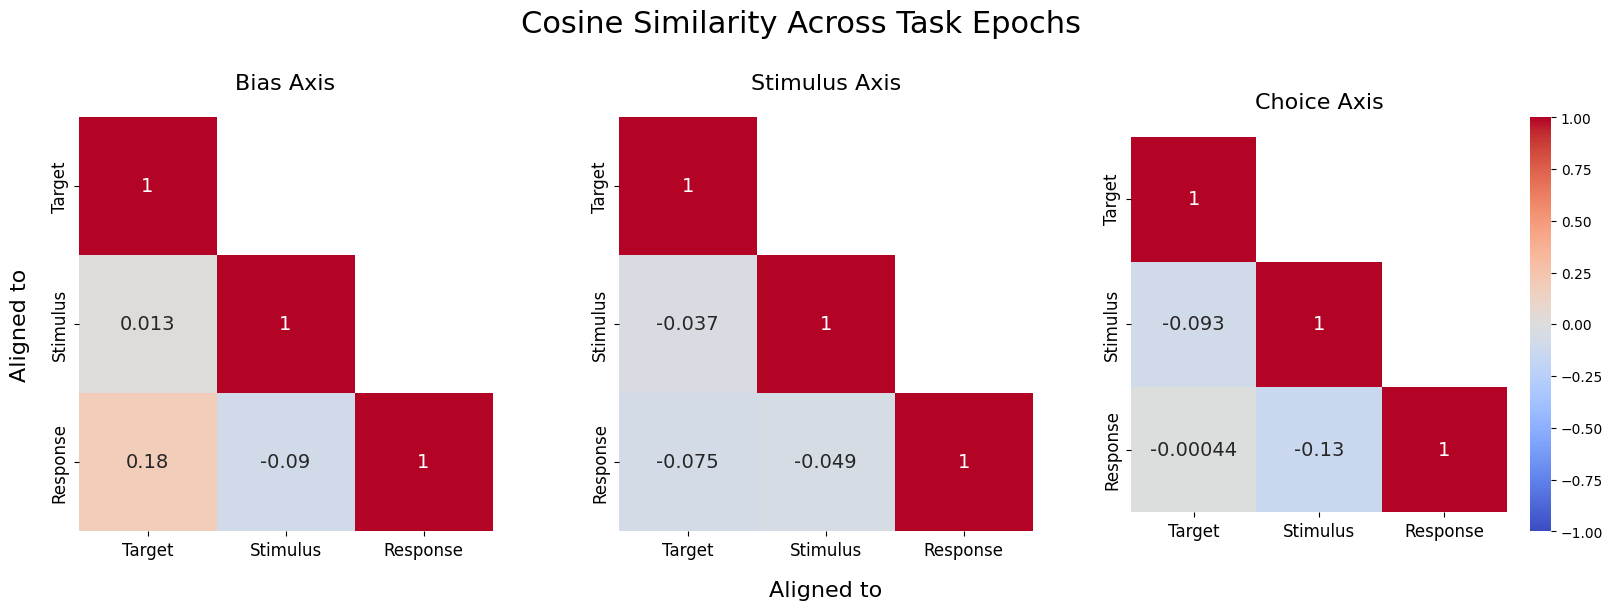 Cosine Similarity Across Task Epochs
Bias Axis
Stimulus Axis
Choice Axis
Aligned to
Target
1
Stimulus
0.013
1
Response
0.18
-0.09
1
Target
Stimulus
Response
Target
1
Stimulus
-0.037
1
Response
-0.075
-0.049
1
Target
Stimulus
Response
Aligned to
Target
1
Stimulus
-0.093
1
Response
-0.00044
-0.13
1
Target
Stimulus
Response
1.00
0.75
0.50
0.25
0.00
−0.25
−0.50
−0.75
−1.00